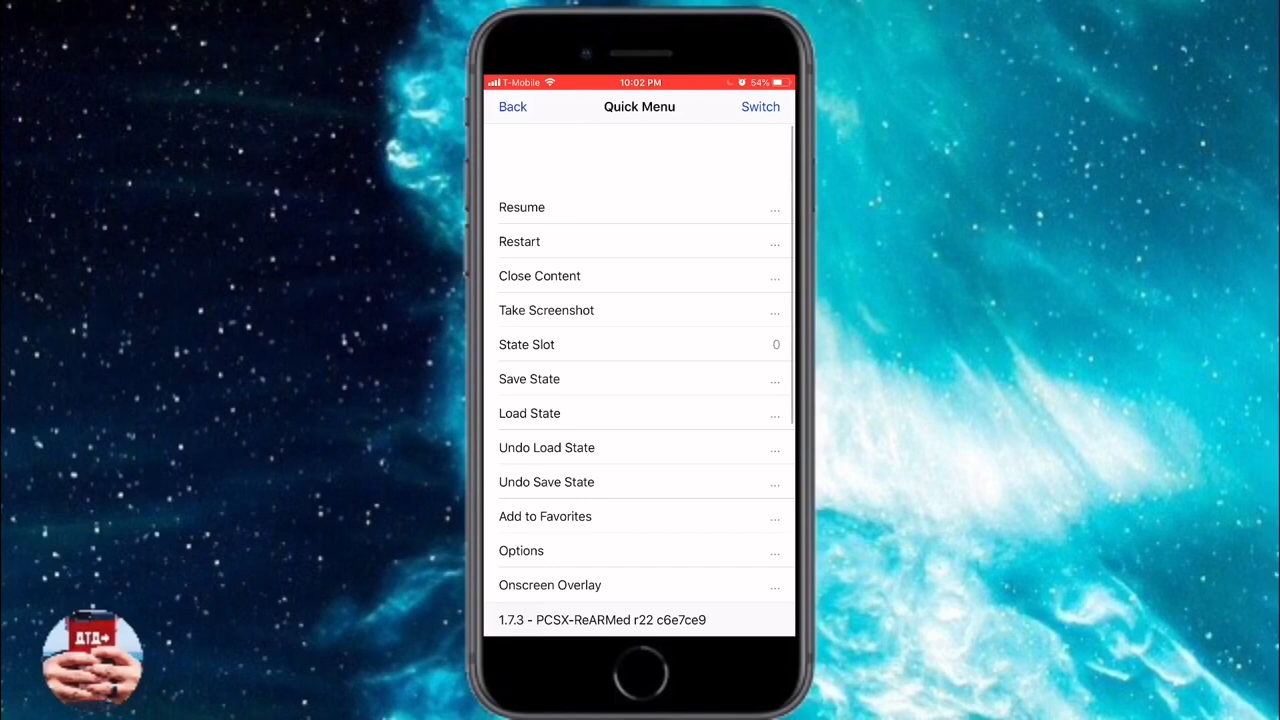 T-Mobile 10:02 PM 54%
Back Quick Menu Switch
Resume ...
Restart ...
Close Content ...
Take Screenshot ...
State Slot 0
Save State ...
Load State ...
Undo Load State ...
Undo Save State ...
Add to Favorites ...
Options ...
Onscreen Overlay ...
1.7.3 - PCSX-ReARMed r22 c6e7ce9